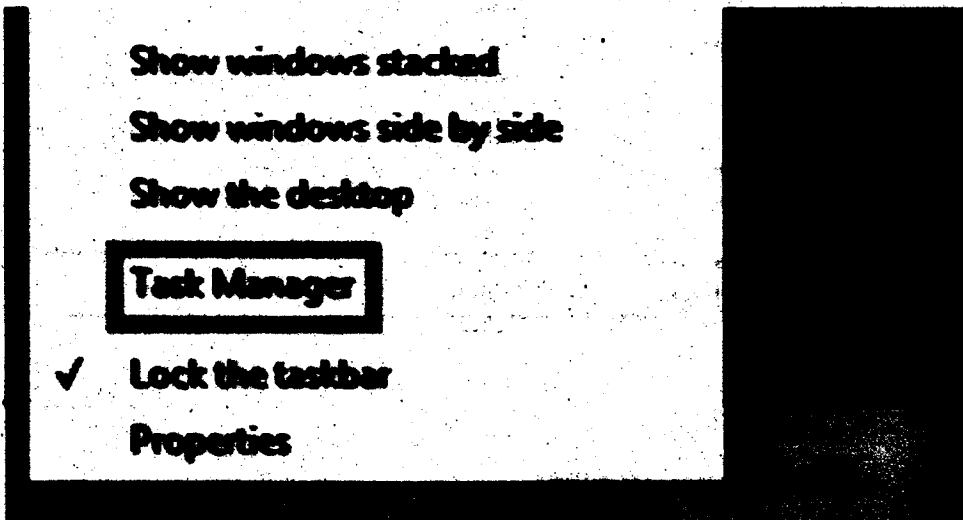 Show windows stacked
Show windows side by side
Show the desktop
Task Manager
✓ Lock the taskbar
Properties